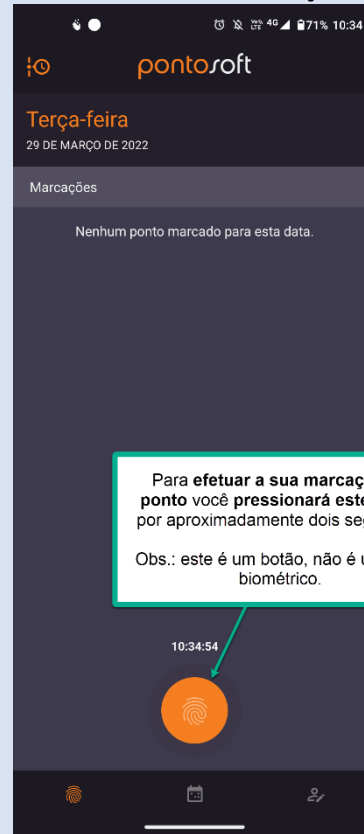 71% 10:34
pontosoft
Terça-feira
29 DE MARÇO DE 2022
Marcações
Nenhum ponto marcado para esta data.
Para efetuar a sua marcaç
ponto você pressionará este
por aproximadamente dois seg
Obs.: este é um botão, não é u
biométrico.
10:34:54